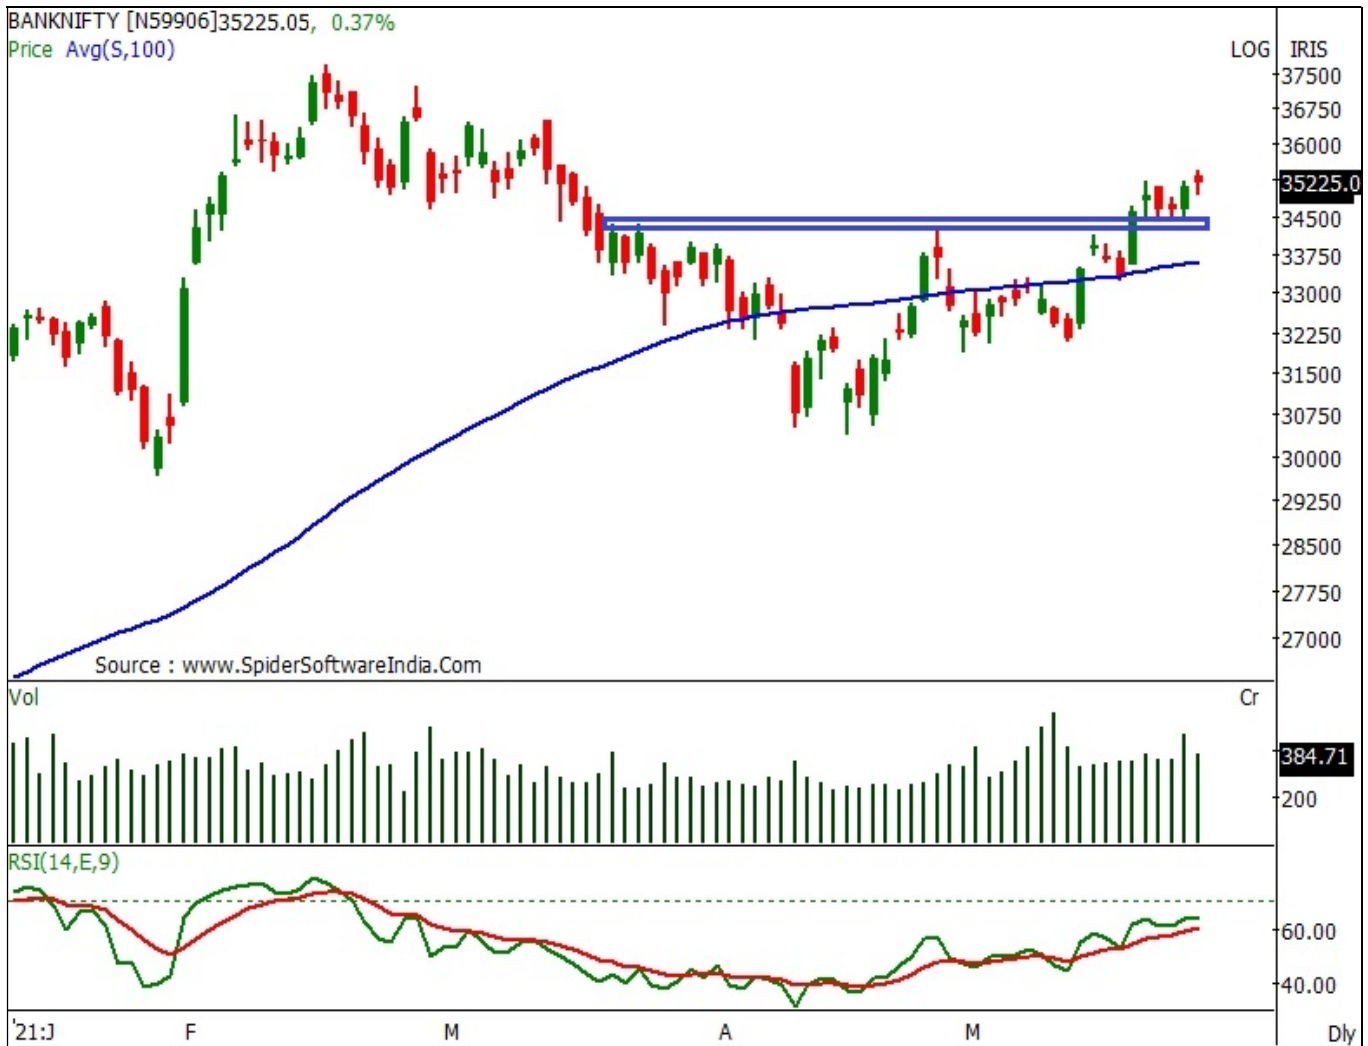 BANKNIFTY [N59906]35225.05, 0.37%
Price Avg(S,100)
LOG
IRIS
37500
36750
36000
35225.0
34500
33750
33000
32250
31500
30750
30000
29250
28500
27750
27000
Source : www.SpiderSoftwareIndia.Com
Vol
Cr
384.71
200
RSI(14,E,9)
60.00
40.00
'21:J F M A M Dly